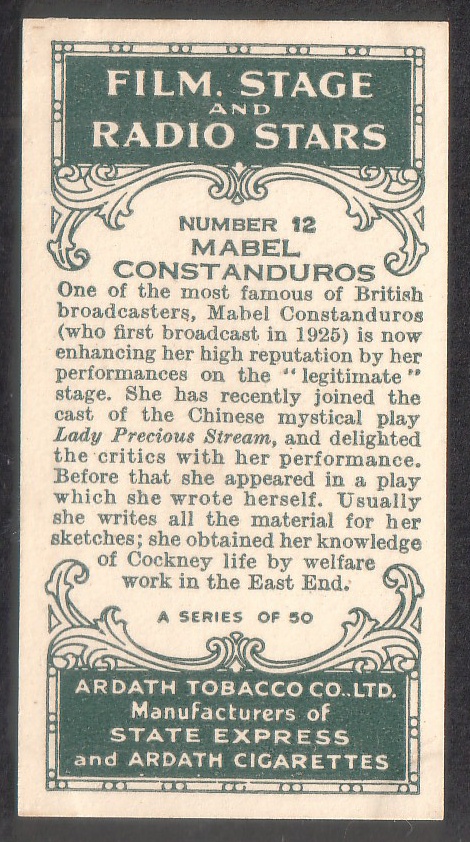 FILM. STAGE
AND
RADIO STARS
NUMBER 12
MABEL
CONSTANDUROS
One of the most famous of British
broadcasters, Mabel Constanduros
(who first broadcast in 1925) is now
enhancing her high reputation by her
performances on the "legitimate"
stage. She has recently joined the
cast of the Chinese mystical play
Lady Precious Stream, and delighted
the critics with her performance.
Before that she appeared in a play
which she wrote herself. Usually
she writes all the material for her
sketches; she obtained her knowledge
of Cockney life by welfare
work in the East End.
A SERIES OF 50
ARDATH TOBACCO CO., LTD.
Manufacturers of
STATE EXPRESS
and ARDATH CIGARETTES